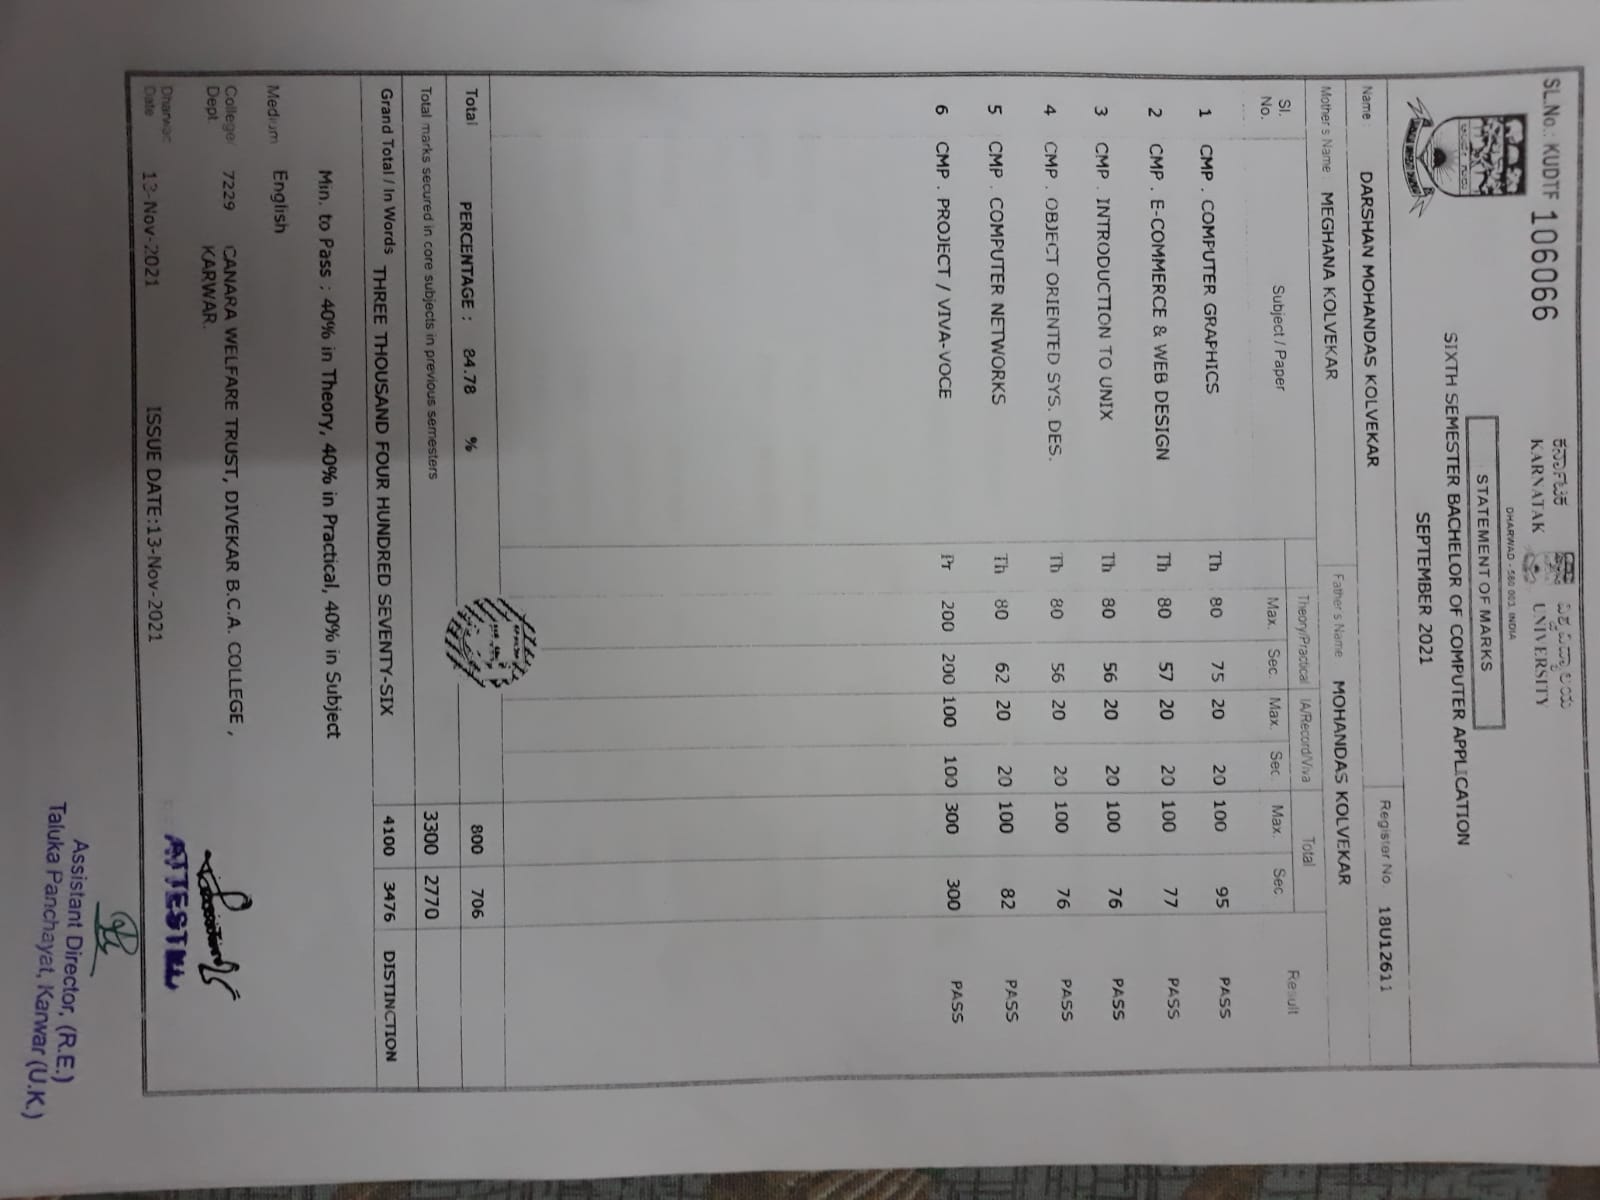 SL.No.: KUDTF 106066
ಕರ್ನಾಟಕ ವಿಶ್ವವಿದ್ಯಾಲಯ
KARNATAK UNIVERSITY
DHARWAD - 580 003, INDIA
STATEMENT OF MARKS
SIXTH SEMESTER BACHELOR OF COMPUTER APPLICATION
SEPTEMBER 2021
Name : DARSHAN MOHANDAS KOLVEKAR Register No. 18U12611
Mother's Name : MEGHANA KOLVEKAR Father's Name MOHANDAS KOLVEKAR
Sl. No. Subject / Paper Theory/Practical IA/Record/Viva Total Result
Max. Sec. Max. Sec. Max. Sec.
1 CMP . COMPUTER GRAPHICS Th 80 75 20 20 100 95 PASS
2 CMP . E-COMMERCE & WEB DESIGN Th 80 57 20 20 100 77 PASS
3 CMP . INTRODUCTION TO UNIX Th 80 56 20 20 100 76 PASS
4 CMP . OBJECT ORIENTED SYS. DES. Th 80 56 20 20 100 76 PASS
5 CMP . COMPUTER NETWORKS Th 80 62 20 20 100 82 PASS
6 CMP . PROJECT / VIVA-VOCE Pr 200 200 100 100 300 300 PASS
Total PERCENTAGE : 84.78 % 800 706
Total marks secured in core subjects in previous semesters 3300 2770
Grand Total / In Words THREE THOUSAND FOUR HUNDRED SEVENTY-SIX 4100 3476 DISTINCTION
Min. to Pass : 40% in Theory, 40% in Practical, 40% in Subject
Medium English
College/ Dept. 7229 CANARA WELFARE TRUST, DIVEKAR B.C.A. COLLEGE ,
KARWAR.
ATTESTED
Dharwad
Date 13-Nov-2021 ISSUE DATE:13-Nov-2021
Assistant Director, (R.E.)
Taluka Panchayat, Karwar (U.K.)